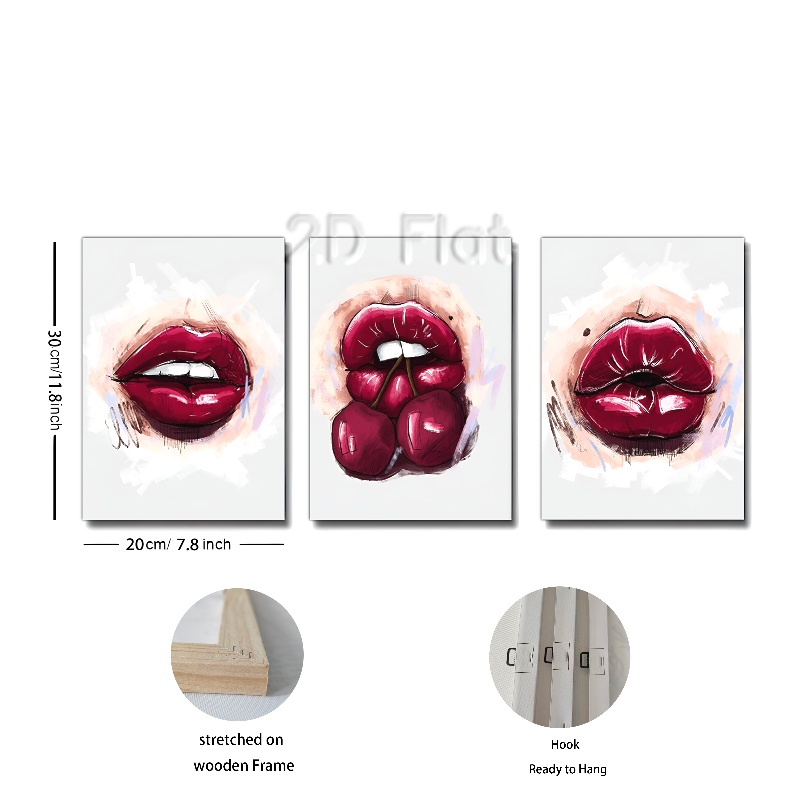 2D Flat
30cm/11.8inch
20cm/ 7.8 inch
stretched on
wooden Frame
Hook
Ready to Hang